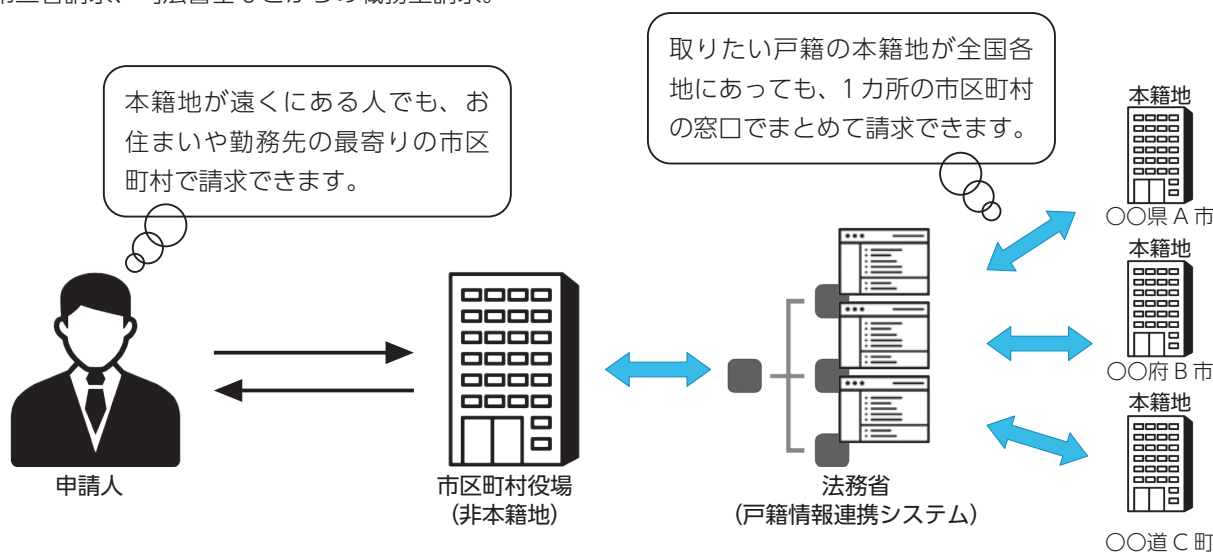 取りたい戸籍の本籍地が全国各
地にあっても、1カ所の市区町村
の窓口でまとめて請求できます。
本籍地が遠くにある人でも、お
住まいや勤務先の最寄りの市区
町村で請求できます。
本籍地
〇〇県A市
本籍地
〇〇府B市
本籍地
〇〇道C町
申請人
市区町村役場
(非本籍地)
法務省
(戸籍情報連携システム)